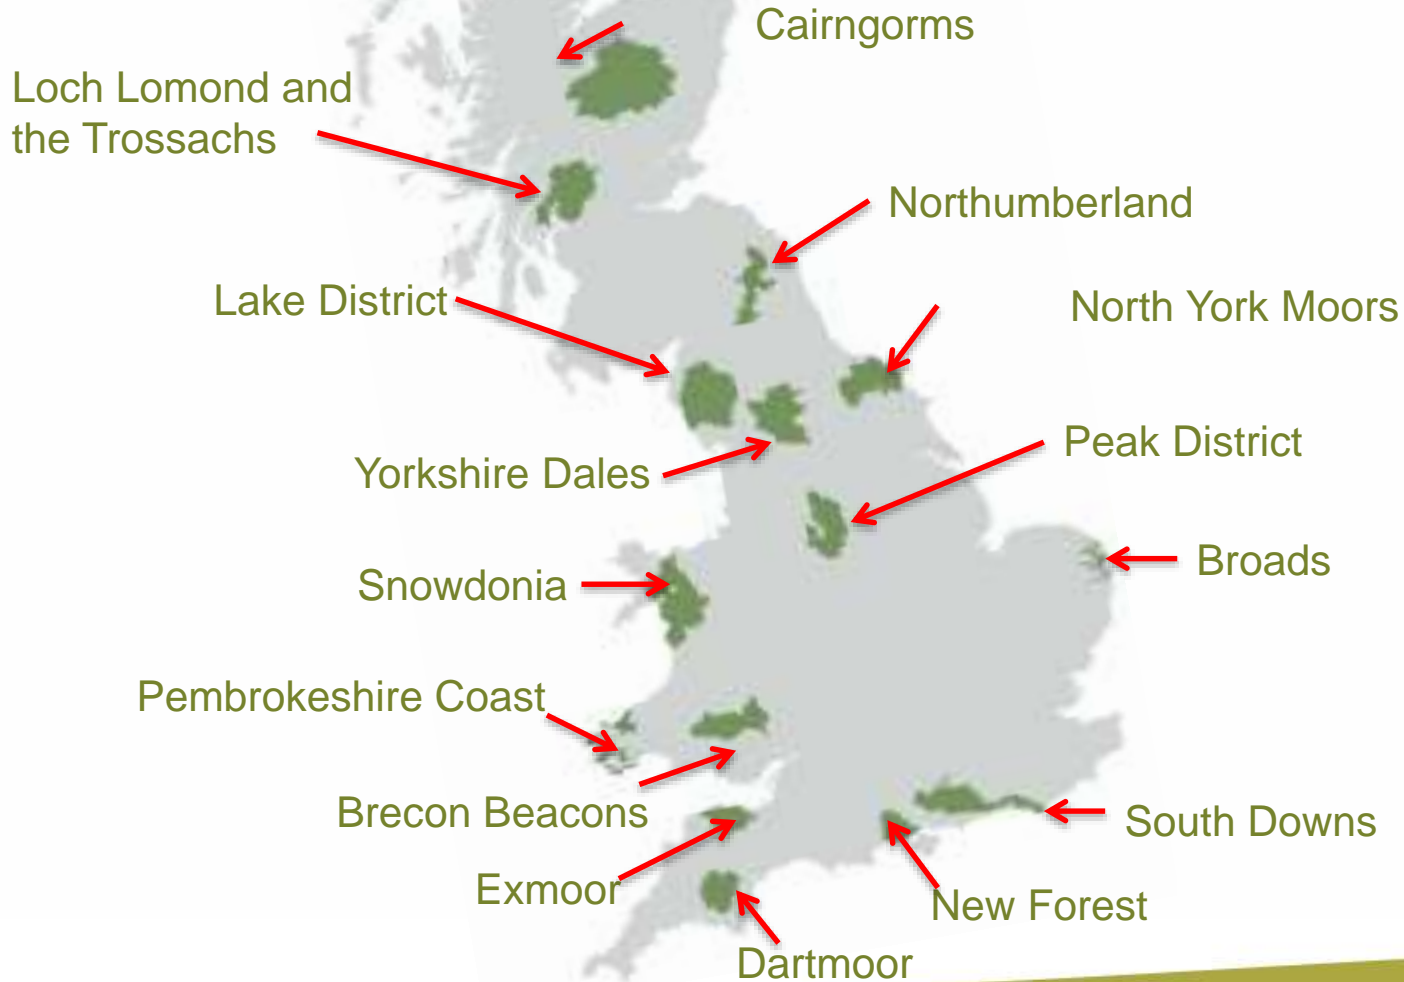 Cairngorms
Loch Lomond and
the Trossachs
Northumberland
Lake District
North York Moors
Peak District
Yorkshire Dales
Broads
Snowdonia
Pembrokeshire Coast
Brecon Beacons
South Downs
Exmoor
New Forest
Dartmoor